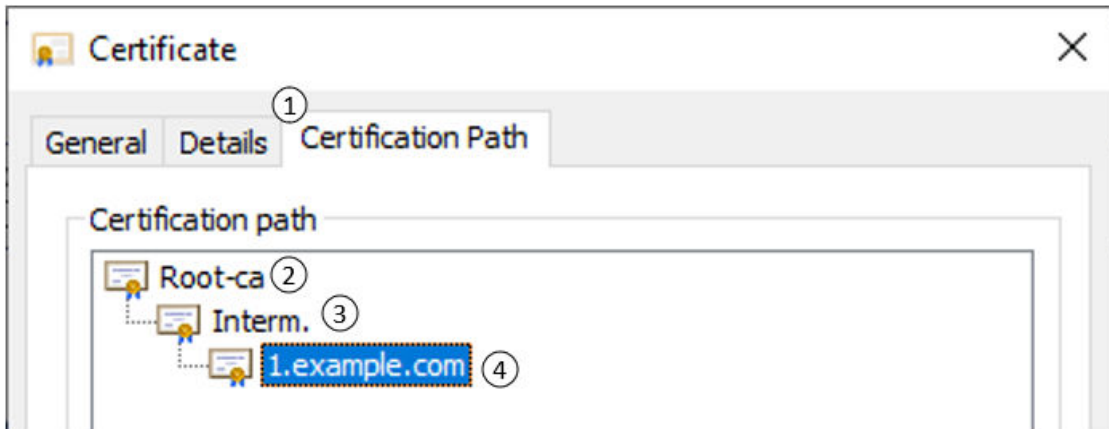 Certificate
①
General Details Certification Path
Certification path
Root-ca ②
Interm. ③
1.example.com ④